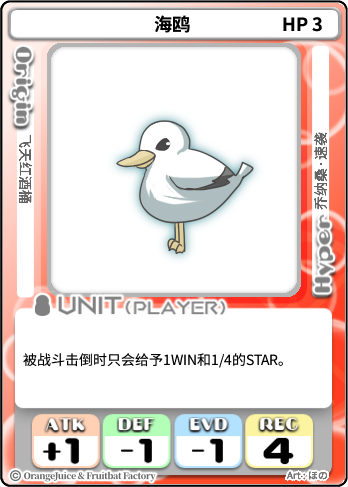 海鸥
HP 3
Origin
飞天红酒桶
Hyper
乔纳桑·速袭
UNIT(PLAYER)
被战斗击倒时只会给予1WIN和1/4的STAR。
ATK DEF EVD REC
+1 -1 -1 4
© OrangeJuice & Fruitbat Factory
Art : ほの